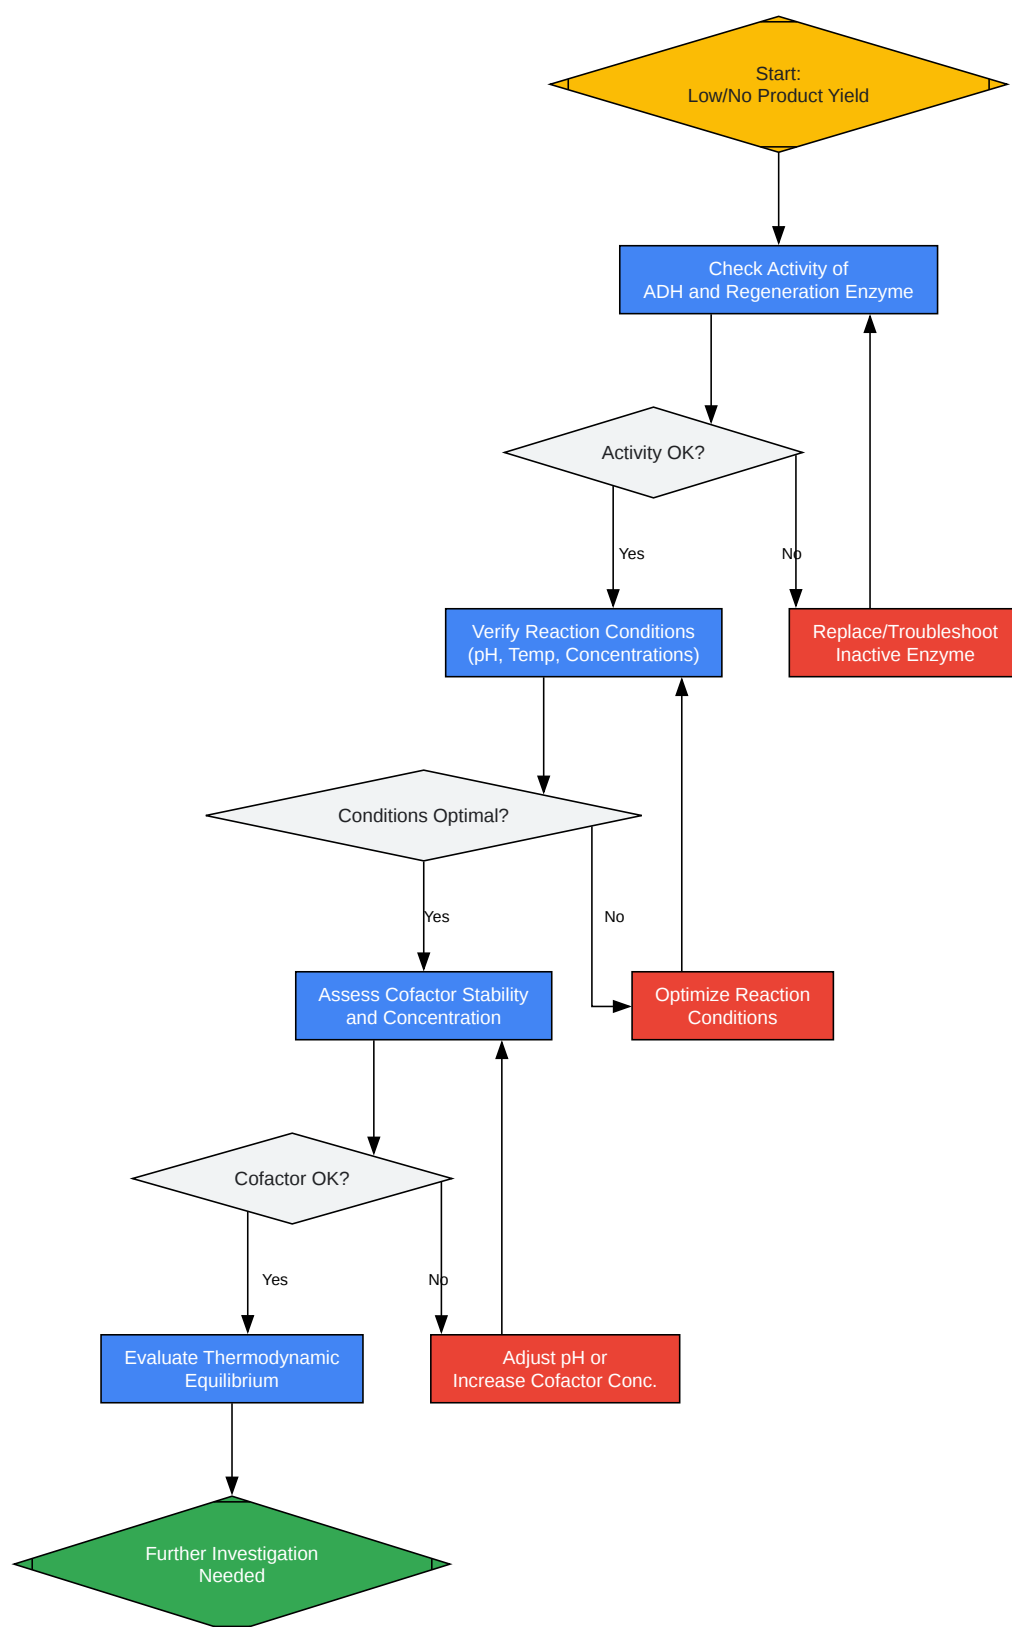 Start:
Low/No Product Yield
Check Activity of
ADH and Regeneration Enzyme
Activity OK?
Yes
No
Verify Reaction Conditions
(pH, Temp, Concentrations)
Replace/Troubleshoot
Inactive Enzyme
Conditions Optimal?
Yes
No
Assess Cofactor Stability
and Concentration
Optimize Reaction
Conditions
Cofactor OK?
Yes
No
Evaluate Thermodynamic
Equilibrium
Adjust pH or
Increase Cofactor Conc.
Further Investigation
Needed